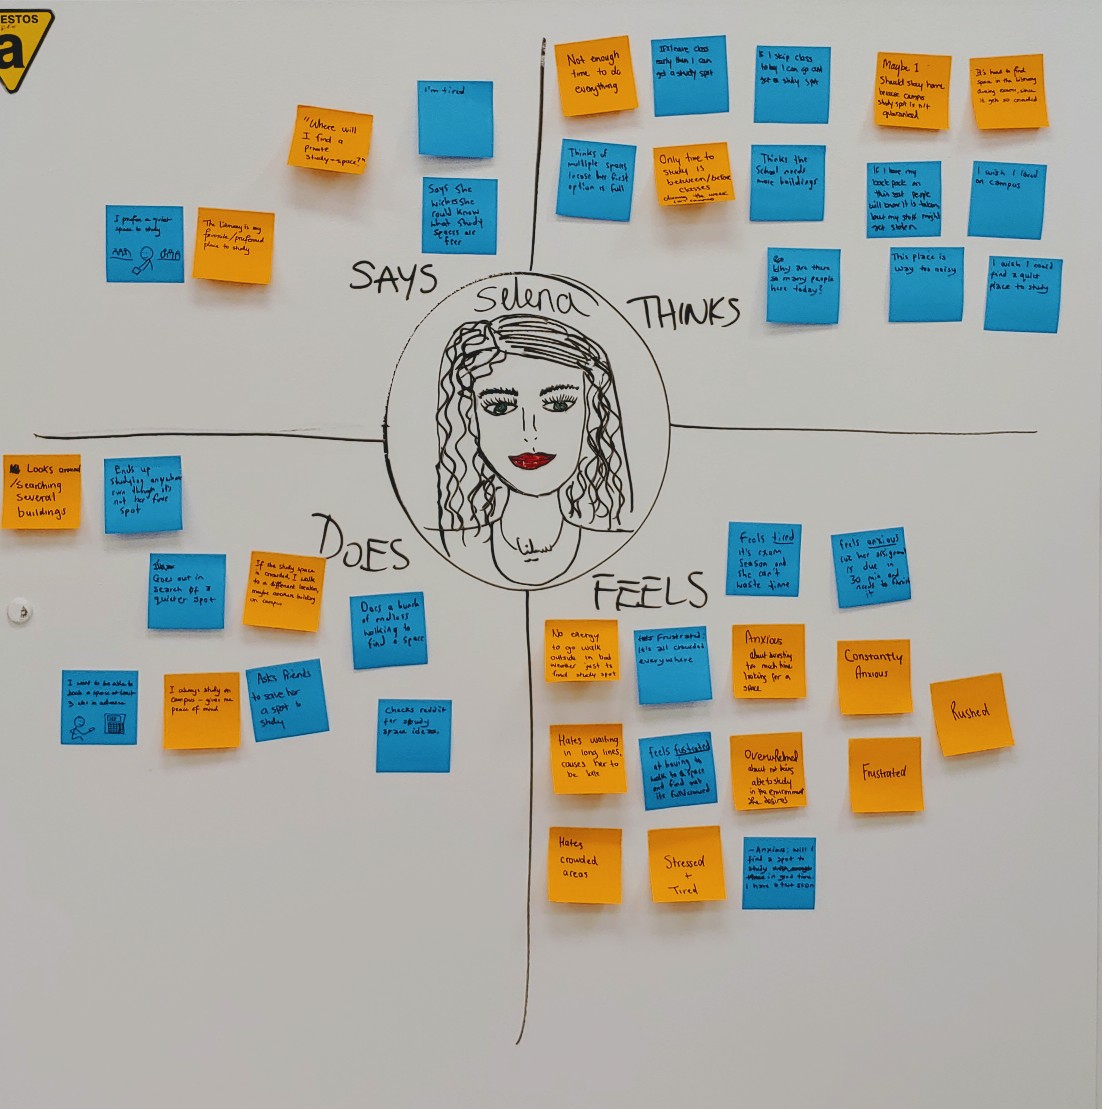 ESTOS
a
SAYS
"Where will
I find a
private
study-space?"
I'm tired
Says she
wishes she
could know
what study
spaces are
free
I prefer a quiet
space to study
The library is my
favorite/preferred
place to study
selena
THINKS
Not enough
time to do
everything
If I leave class
early then I can
get a study spot
If I skip class
today I can go and
get a study spot
Maybe I
should stay home
because campus
study spot is n't
guaranteed
It's hard to find
space in the library
during exams, when
it gets so crowded
Thinks of
multiple spaces
incase her first
option is full
Only time to
study is
between/before
classes
during the week
Thinks the
School needs
more buildings
If I leave my
back pack on
this seat people
will know it is taken,
but my stuff might
get stolen
I wish I lived
on campus
Why are there
so many people
here today?
This place is
way too noisy
I wish I could
find a quiet
place to study
DOES
Looks around
/Searching
several
buildings
Ends up
studying anywhere
even though it's
not her fave
spot
Goes out in
search of a
quieter spot
If the study space
is crowded, I walk
to a different location,
maybe another building
on campus
Does a bunch
of endless
walking to
find a space
I want to be able to
book a space at least
in advance
I always study on
campus - gives me
peace of mind
Asks friends
to save her
a spot to
study
Checks reddit
for study
space ideas.
FEELS
Feels tired
it's exam
season and
she can't
waste time
feels anxious
cuz her assignment
is due in
30 min and
needs to finish
it
No energy
to go walk
outside in bad
weather just to
find study spot
Frustrated:
it's all crowded
everywhere
Anxious
about wasting
too much time
looking for a
space
Constantly
Anxious
Rushed
Hates waiting
in long lines,
causes her to
be late
feels frustrated
at having to
walk to a space
and find out
its full/crowded
Overwhelmed
about not being
able to study
in the environment
she desires
Frustrated
Hates
crowded
areas
Stressed
+
Tired
- Anxious: will I
find a spot to
study
in good time
I have a test soon